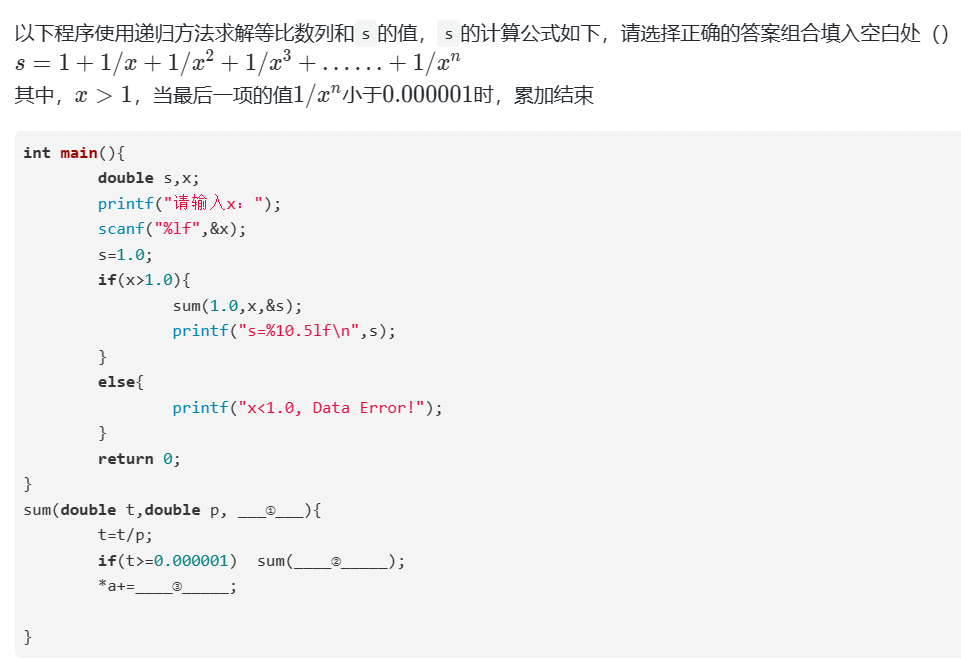 以下程序使用递归方法求解等比数列和 s 的值， s 的计算公式如下，请选择正确的答案组合填入空白处（）
s = 1 + 1/x + 1/x² + 1/x³ + ...... + 1/xⁿ
其中，x > 1，当最后一项的值1/xⁿ小于0.000001时，累加结束
int main(){
double s,x;
printf("请输入x：");
scanf("%lf",&x);
s=1.0;
if(x>1.0){
sum(1.0,x,&s);
printf("s=%10.5lf\n",s);
}
else{
printf("x<1.0, Data Error!");
}
return 0;
}
sum(double t,double p, ___①___){
t=t/p;
if(t>=0.000001)  sum(____②_____);
*a+=____③_____;
}